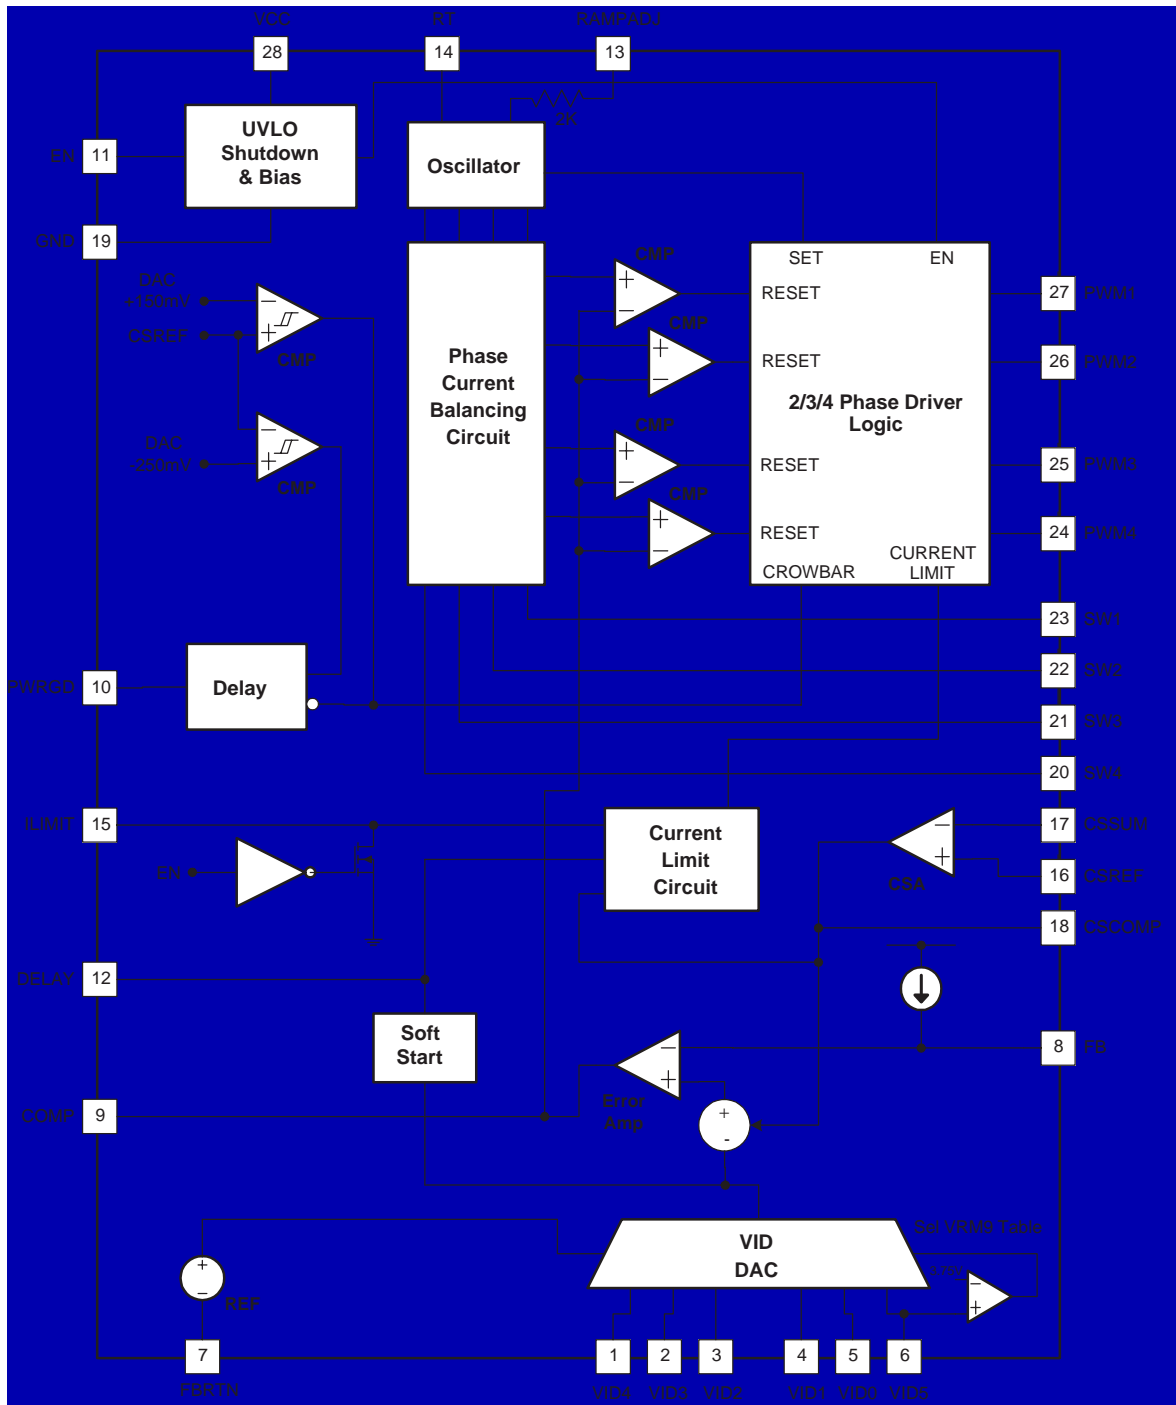 VCC
RT
RAMPADJ
28
14
13
2K
UVLO
Shutdown
& Bias
Oscillator
EN
11
GND
19
CMP
SET
EN
DAC
+150mV
CSREF
CMP
RESET
27
PWM1
CMP
Phase
Current
Balancing
Circuit
RESET
26
PWM2
2/3/4 Phase Driver
Logic
CMP
DAC
-250mV
CMP
RESET
25
PWM3
CMP
RESET
24
PWM4
CROWBAR
CURRENT
LIMIT
23
SW1
22
SW2
PWRGD
10
Delay
21
SW3
20
SW4
ILIMIT
15
Current
Limit
Circuit
17
CSSUM
EN
CSA
16
CSREF
18
CSCOMP
DELAY
12
Soft
Start
8
FB
COMP
9
Error
Amp
+
-
VID
DAC
Sel VRM9 Table
+
−
REF
7
FBRTN
1
2
3
4
5
6
VID4
VID3
VID2
VID1
VID0
VID5